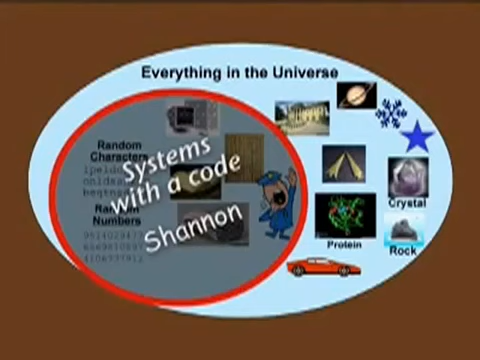 Everything in the Universe
Random
Characters
Systems
with a code
Shannon
Random
Numbers
Crystal
Protein
Rock